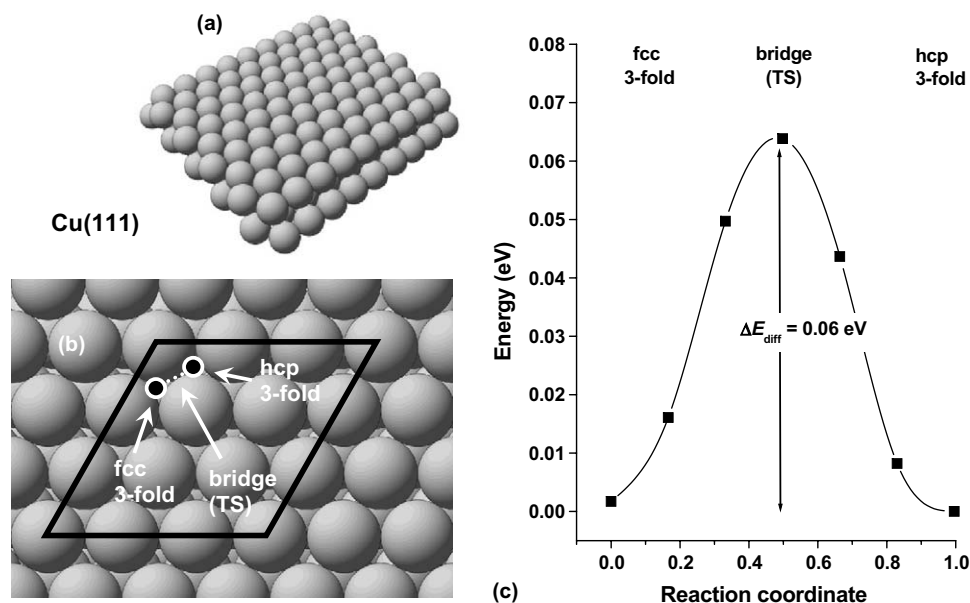 (a)
Cu(111)
(b)
hcp
3-fold
fcc
3-fold
bridge
(TS)
fcc
3-fold
bridge
(TS)
hcp
3-fold
0.08
0.07
0.06
0.05
0.04
0.03
0.02
0.01
0.00
Energy (eV)
ΔE_diff = 0.06 eV
0.0 0.2 0.4 0.6 0.8 1.0
Reaction coordinate
(c)